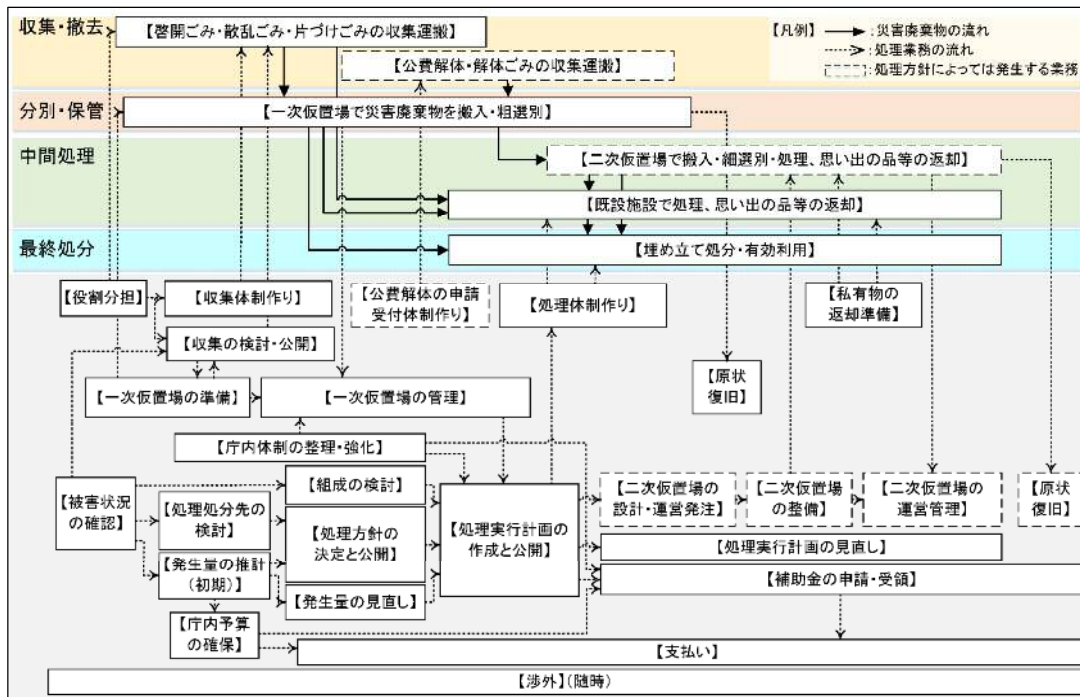 収集・撤去
【啓開ごみ・散乱ごみ・片づけごみの収集運搬】
【凡例】
:災害廃棄物の流れ
:処理業務の流れ
:処理方針によっては発生する業務
【公費解体・解体ごみの収集運搬】
分別・保管
【一次仮置場で災害廃棄物を搬入・粗選別】
中間処理
【二次仮置場で搬入・細選別・処理、思い出の品等の返却】
【既設施設で処理、思い出の品等の返却】
最終処分
【埋め立て処分・有効利用】
【役割分担】
【収集体制作り】
【公費解体の申請
受付体制作り】
【処理体制作り】
【私有物の
返却準備】
【収集の検討・公開】
【原状
復旧】
【一次仮置場の準備】
【一次仮置場の管理】
【庁内体制の整理・強化】
【被害状況
の確認】
【処理処分先の
検討】
【組成の検討】
【処理方針の
決定と公開】
【処理実行計画の
作成と公開】
【二次仮置場の
設計・運営発注】
【二次仮置場
の整備】
【二次仮置場の
運営管理】
【原状
復旧】
【処理実行計画の見直し】
【発生量の推計
(初期)】
【発生量の見直し】
【補助金の申請・受領】
【庁内予算
の確保】
【支払い】
【渉外】(随時)